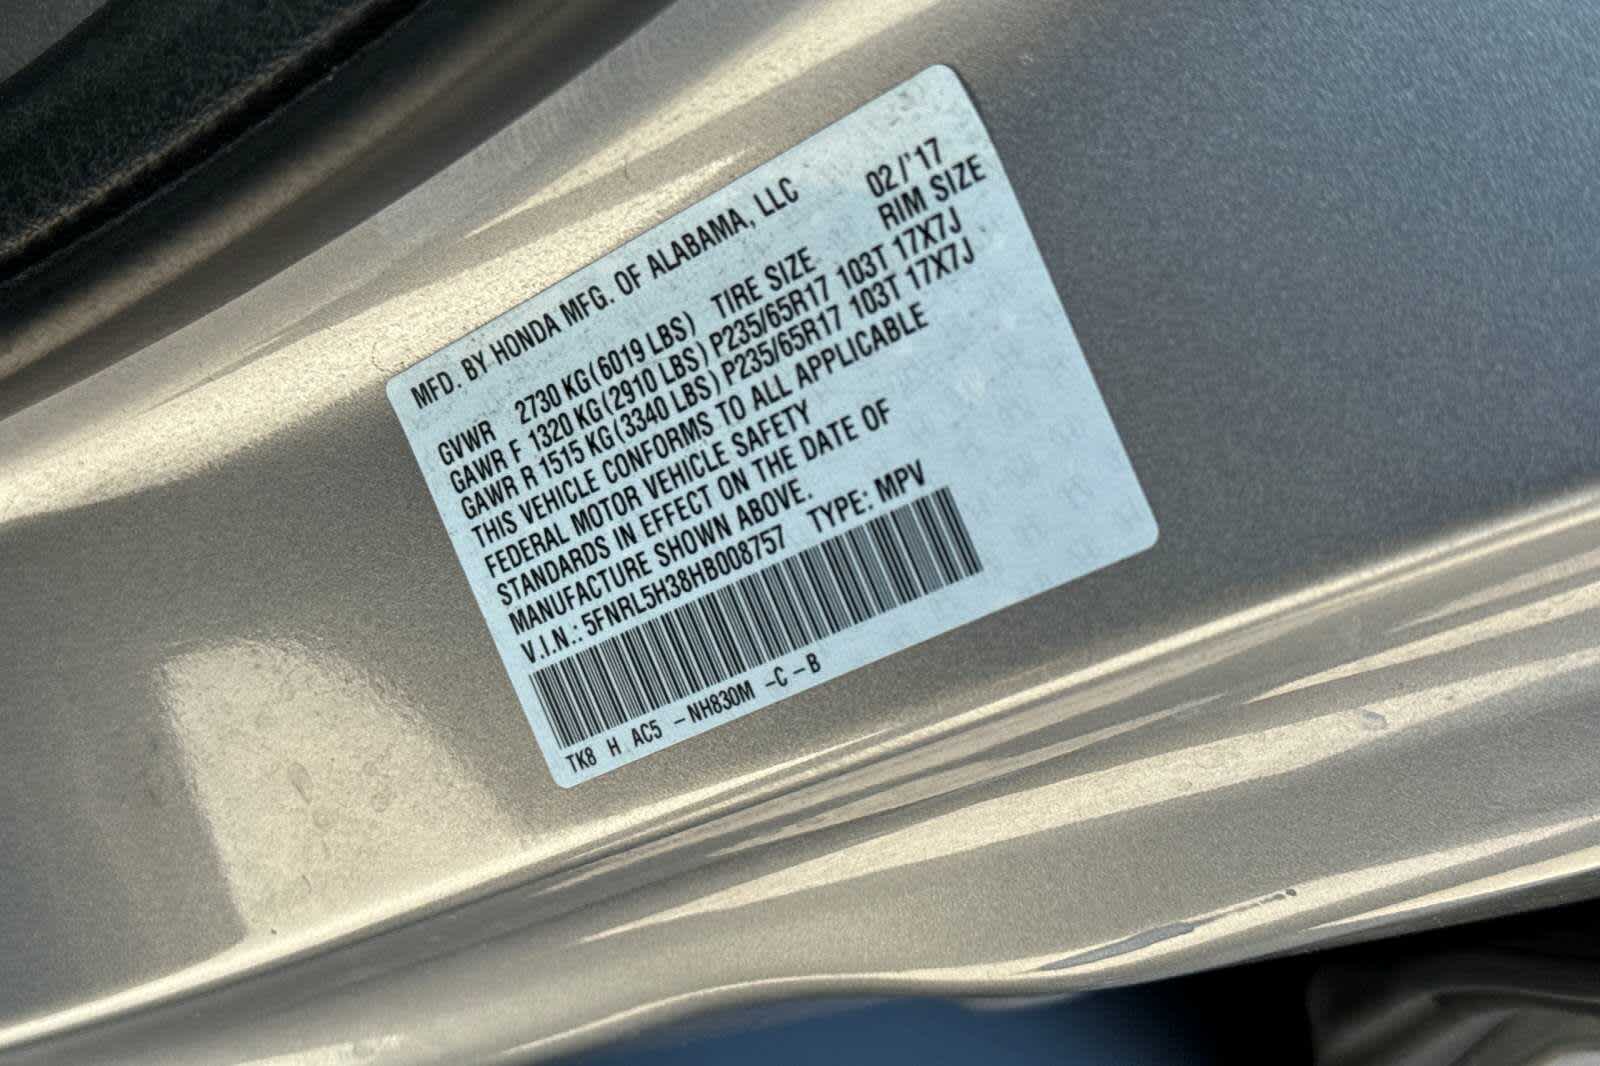 MFD. BY HONDA MFG. OF ALABAMA, LLC 02/'17
GVWR 2730 KG(6019 LBS) TIRE SIZE RIM SIZE
GAWR F 1320 KG(2910 LBS) P235/65R17 103T 17X7J
GAWR R 1515 KG(3340 LBS) P235/65R17 103T 17X7J
THIS VEHICLE CONFORMS TO ALL APPLICABLE
FEDERAL MOTOR VEHICLE SAFETY
STANDARDS IN EFFECT ON THE DATE OF
MANUFACTURE SHOWN ABOVE.
V.I.N.: 5FNRL5H38HB008757 TYPE: MPV
TK8 H AC5 -NH830M -C-B